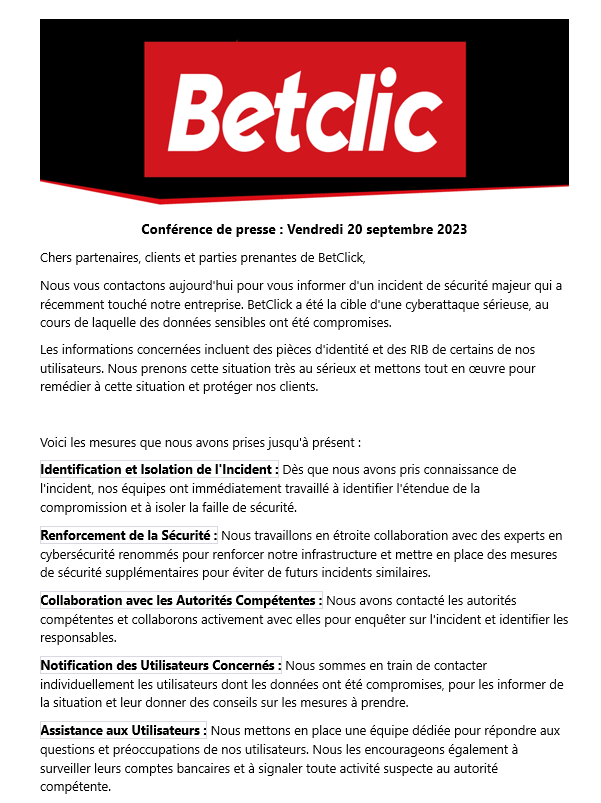 Betclic
Conférence de presse : Vendredi 20 septembre 2023
Chers partenaires, clients et parties prenantes de BetClick,
Nous vous contactons aujourd'hui pour vous informer d'un incident de sécurité majeur qui a
récemment touché notre entreprise. BetClick a été la cible d'une cyberattaque sérieuse, au
cours de laquelle des données sensibles ont été compromises.
Les informations concernées incluent des pièces d'identité et des RIB de certains de nos
utilisateurs. Nous prenons cette situation très au sérieux et mettons tout en œuvre pour
remédier à cette situation et protéger nos clients.
Voici les mesures que nous avons prises jusqu'à présent :
Identification et Isolation de l'Incident : Dès que nous avons pris connaissance de
l'incident, nos équipes ont immédiatement travaillé à identifier l'étendue de la
compromission et à isoler la faille de sécurité.
Renforcement de la Sécurité : Nous travaillons en étroite collaboration avec des experts en
cybersécurité renommés pour renforcer notre infrastructure et mettre en place des mesures
de sécurité supplémentaires pour éviter de futurs incidents similaires.
Collaboration avec les Autorités Compétentes : Nous avons contacté les autorités
compétentes et collaborons activement avec elles pour enquêter sur l'incident et identifier les
responsables.
Notification des Utilisateurs Concernés : Nous sommes en train de contacter
individuellement les utilisateurs dont les données ont été compromises, pour les informer de
la situation et leur donner des conseils sur les mesures à prendre.
Assistance aux Utilisateurs : Nous mettons en place une équipe dédiée pour répondre aux
questions et préoccupations de nos utilisateurs. Nous les encourageons également à
surveiller leurs comptes bancaires et à signaler toute activité suspecte au autorité
compétente.